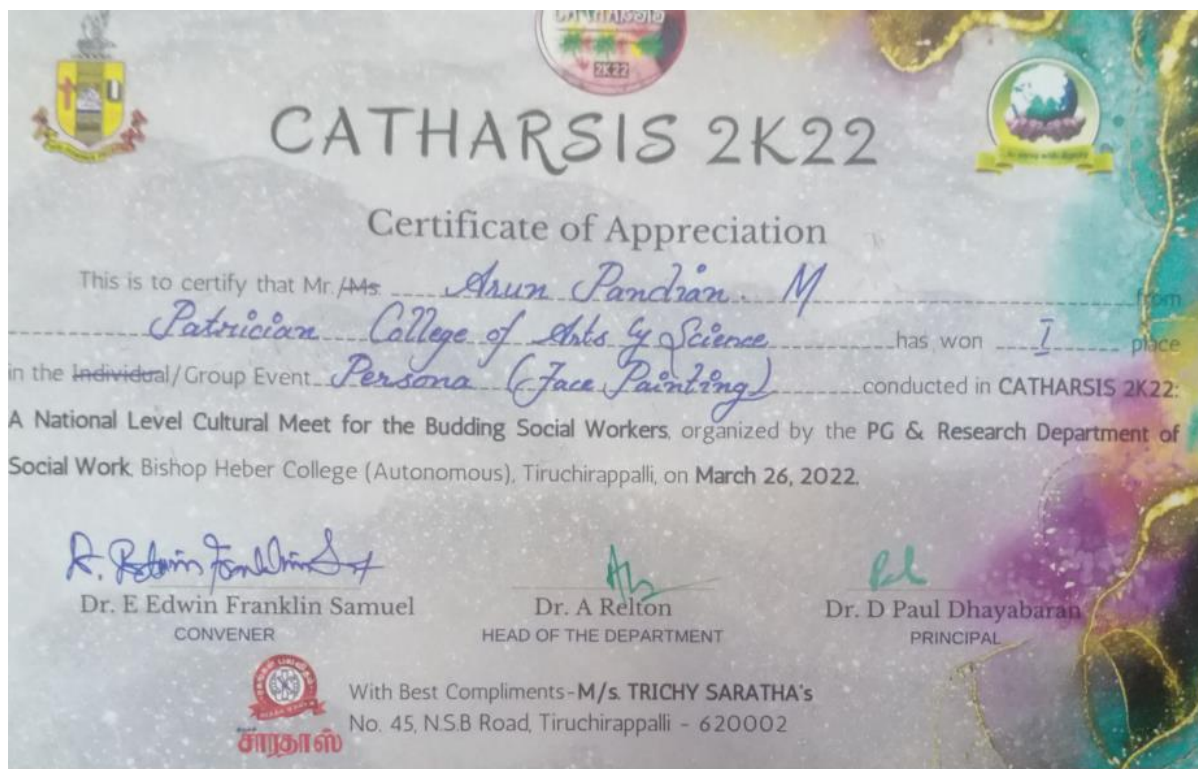 CATHARSIS
2K22
CATHARSIS 2K22
Certificate of Appreciation
This is to certify that Mr./Ms. Arun Pandian. M from
Patrician College of Arts & Science has won I place
in the Individual/Group Event Persona (Face Painting) conducted in CATHARSIS 2K22:
A National Level Cultural Meet for the Budding Social Workers, organized by the PG & Research Department of
Social Work, Bishop Heber College (Autonomous), Tiruchirappalli, on March 26, 2022.
Dr. E Edwin Franklin Samuel
CONVENER
Dr. A Relton
HEAD OF THE DEPARTMENT
Dr. D Paul Dhayabaran
PRINCIPAL
சாரதாஸ்
With Best Compliments-M/s. TRICHY SARATHA's
No. 45, N.S.B Road, Tiruchirappalli - 620002